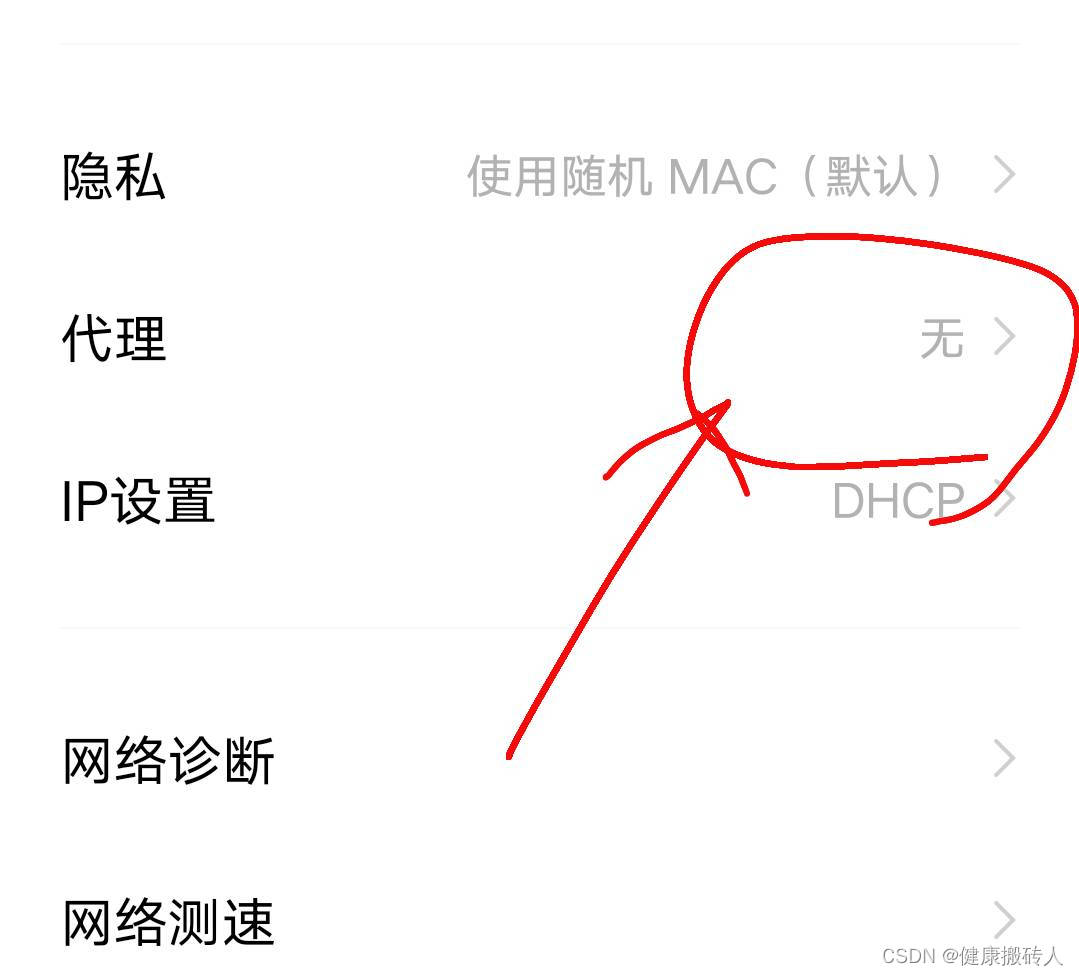 隐私 使用随机 MAC（默认）
代理 无
IP设置 DHCP
网络诊断
网络测速
CSDN @健康搬砖人